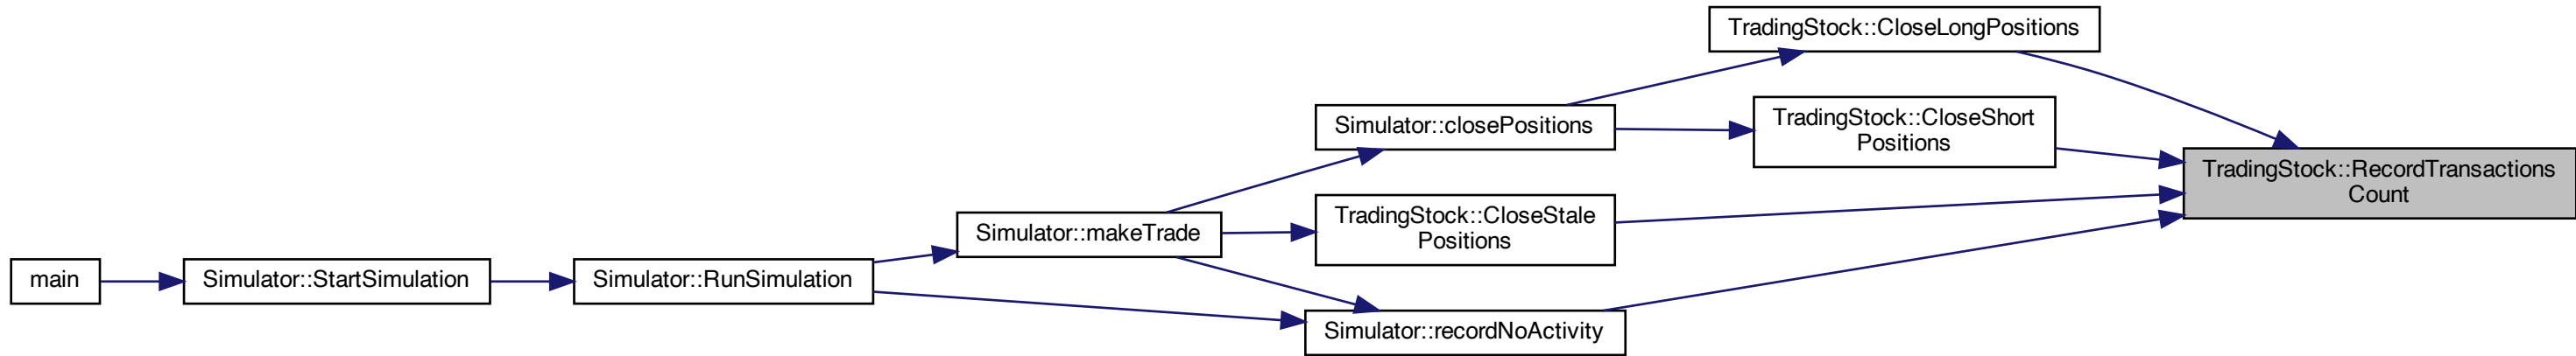 TradingStock::CloseLongPositions
Simulator::closePositions
TradingStock::CloseShort
Positions
TradingStock::RecordTransactions
Count
TradingStock::CloseStale
Positions
Simulator::makeTrade
main
Simulator::StartSimulation
Simulator::RunSimulation
Simulator::recordNoActivity